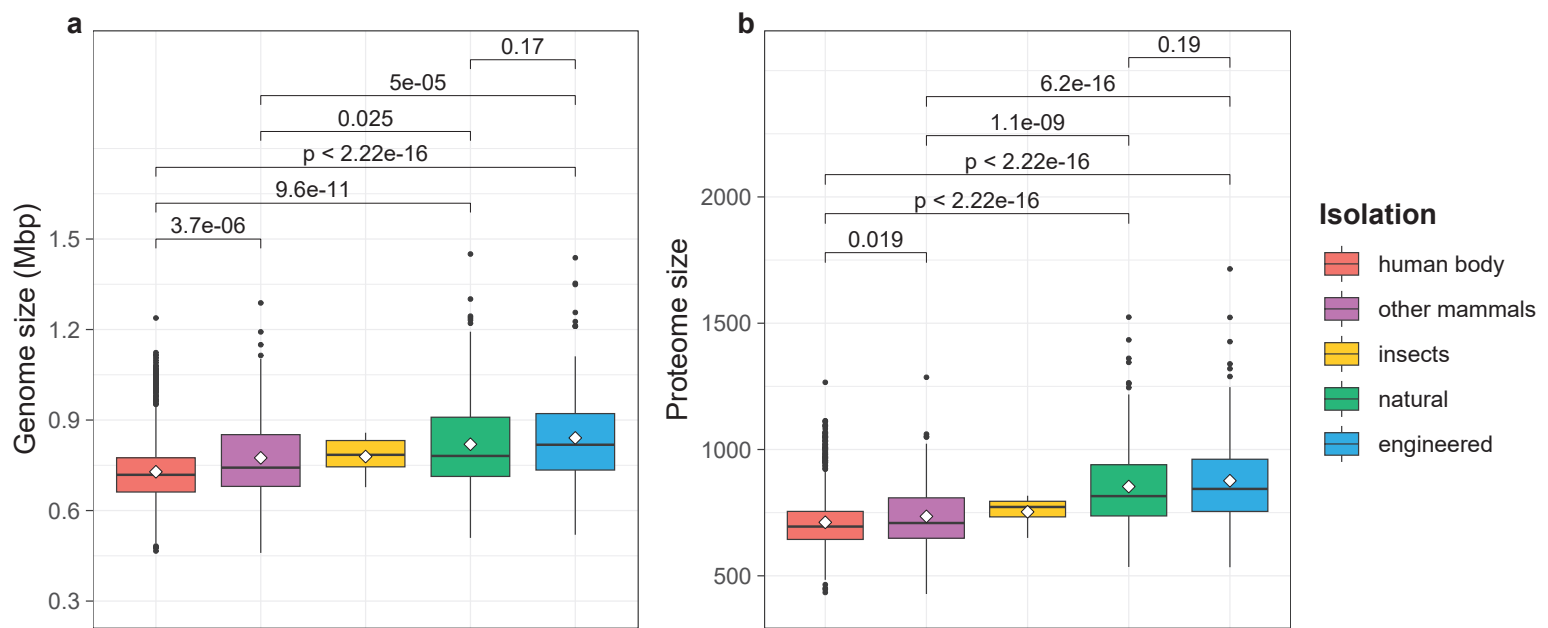 a
0.17
5e-05
0.025
p < 2.22e-16
9.6e-11
3.7e-06
Genome size (Mbp)
1.5
1.2
0.9
0.6
0.3
b
0.19
6.2e-16
1.1e-09
p < 2.22e-16
p < 2.22e-16
0.019
Proteome size
2000
1500
1000
500
Isolation
human body
other mammals
insects
natural
engineered